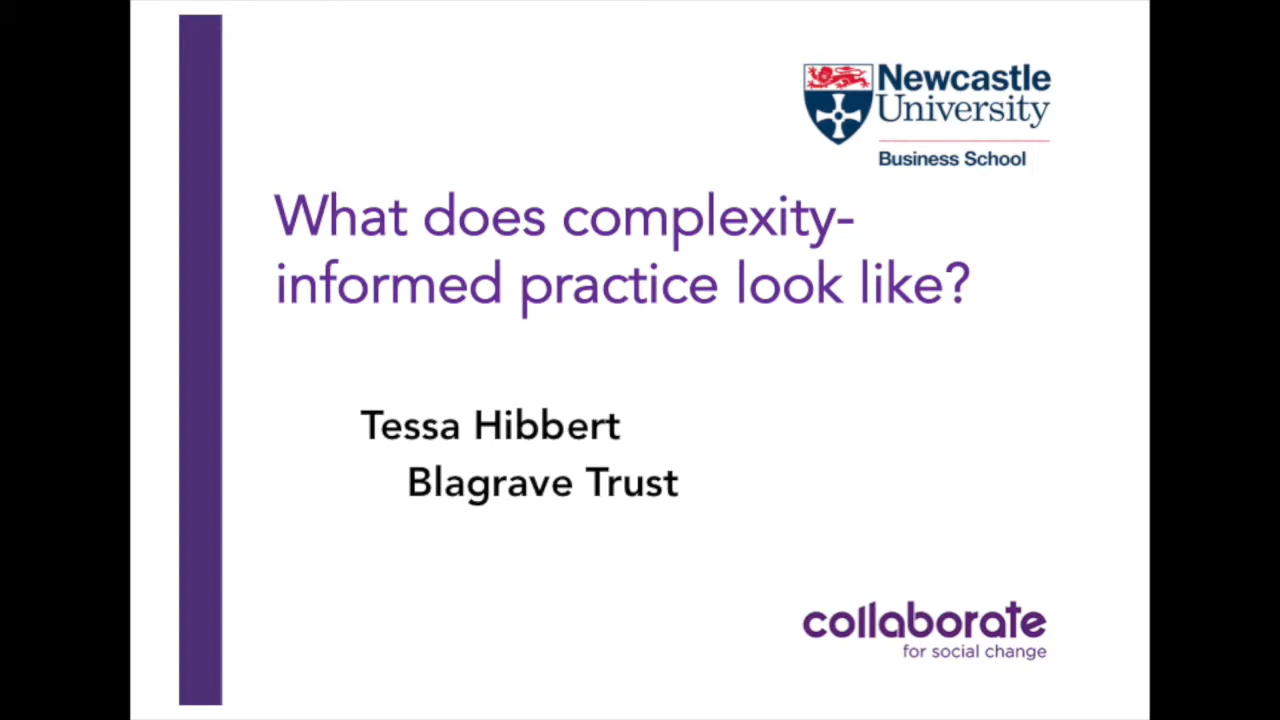 Newcastle
University
Business School
What does complexity-
informed practice look like?
Tessa Hibbert
Blagrave Trust
collaborate
for social change